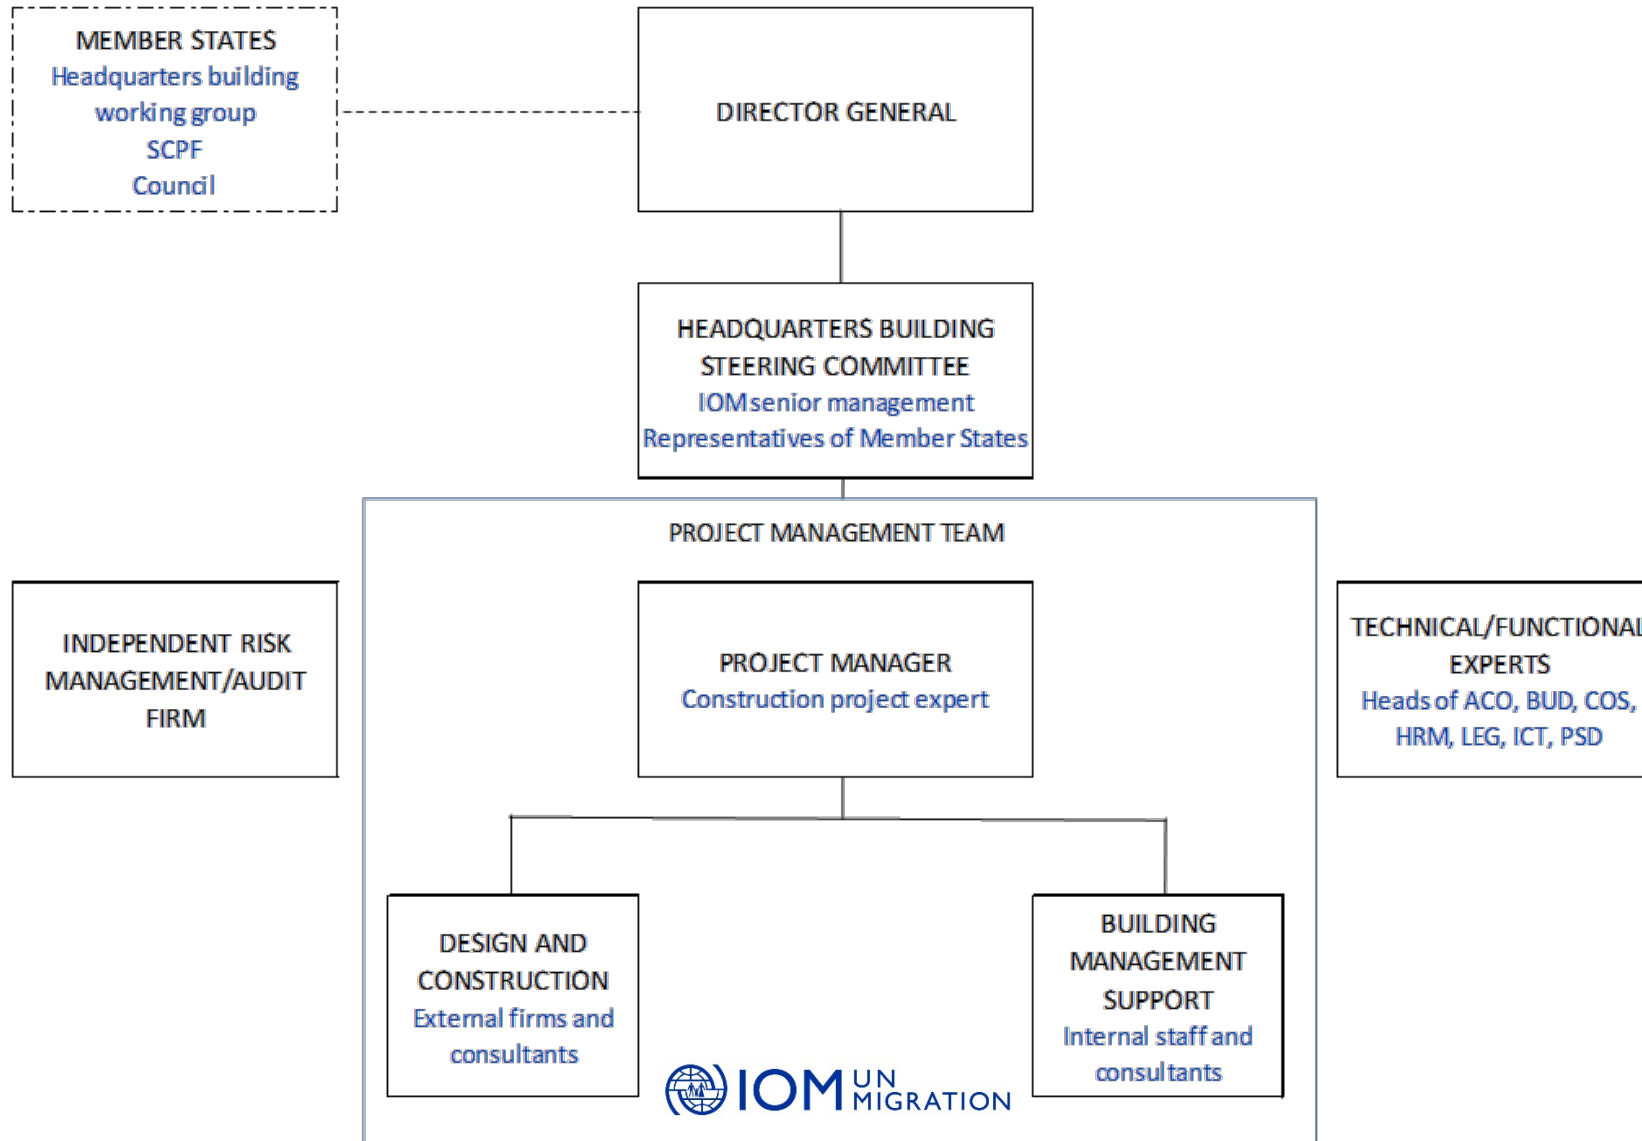 MEMBER STATES
Headquarters building
working group
SCPF
Council
DIRECTOR GENERAL
HEADQUARTERS BUILDING
STEERING COMMITTEE
IOM senior management
Representatives of Member States
PROJECT MANAGEMENT TEAM
INDEPENDENT RISK
MANAGEMENT/AUDIT
FIRM
PROJECT MANAGER
Construction project expert
TECHNICAL/FUNCTIONAL
EXPERTS
Heads of ACO, BUD, COS,
HRM, LEG, ICT, PSD
DESIGN AND
CONSTRUCTION
External firms and
consultants
BUILDING
MANAGEMENT
SUPPORT
Internal staff and
consultants
IOM UN
MIGRATION